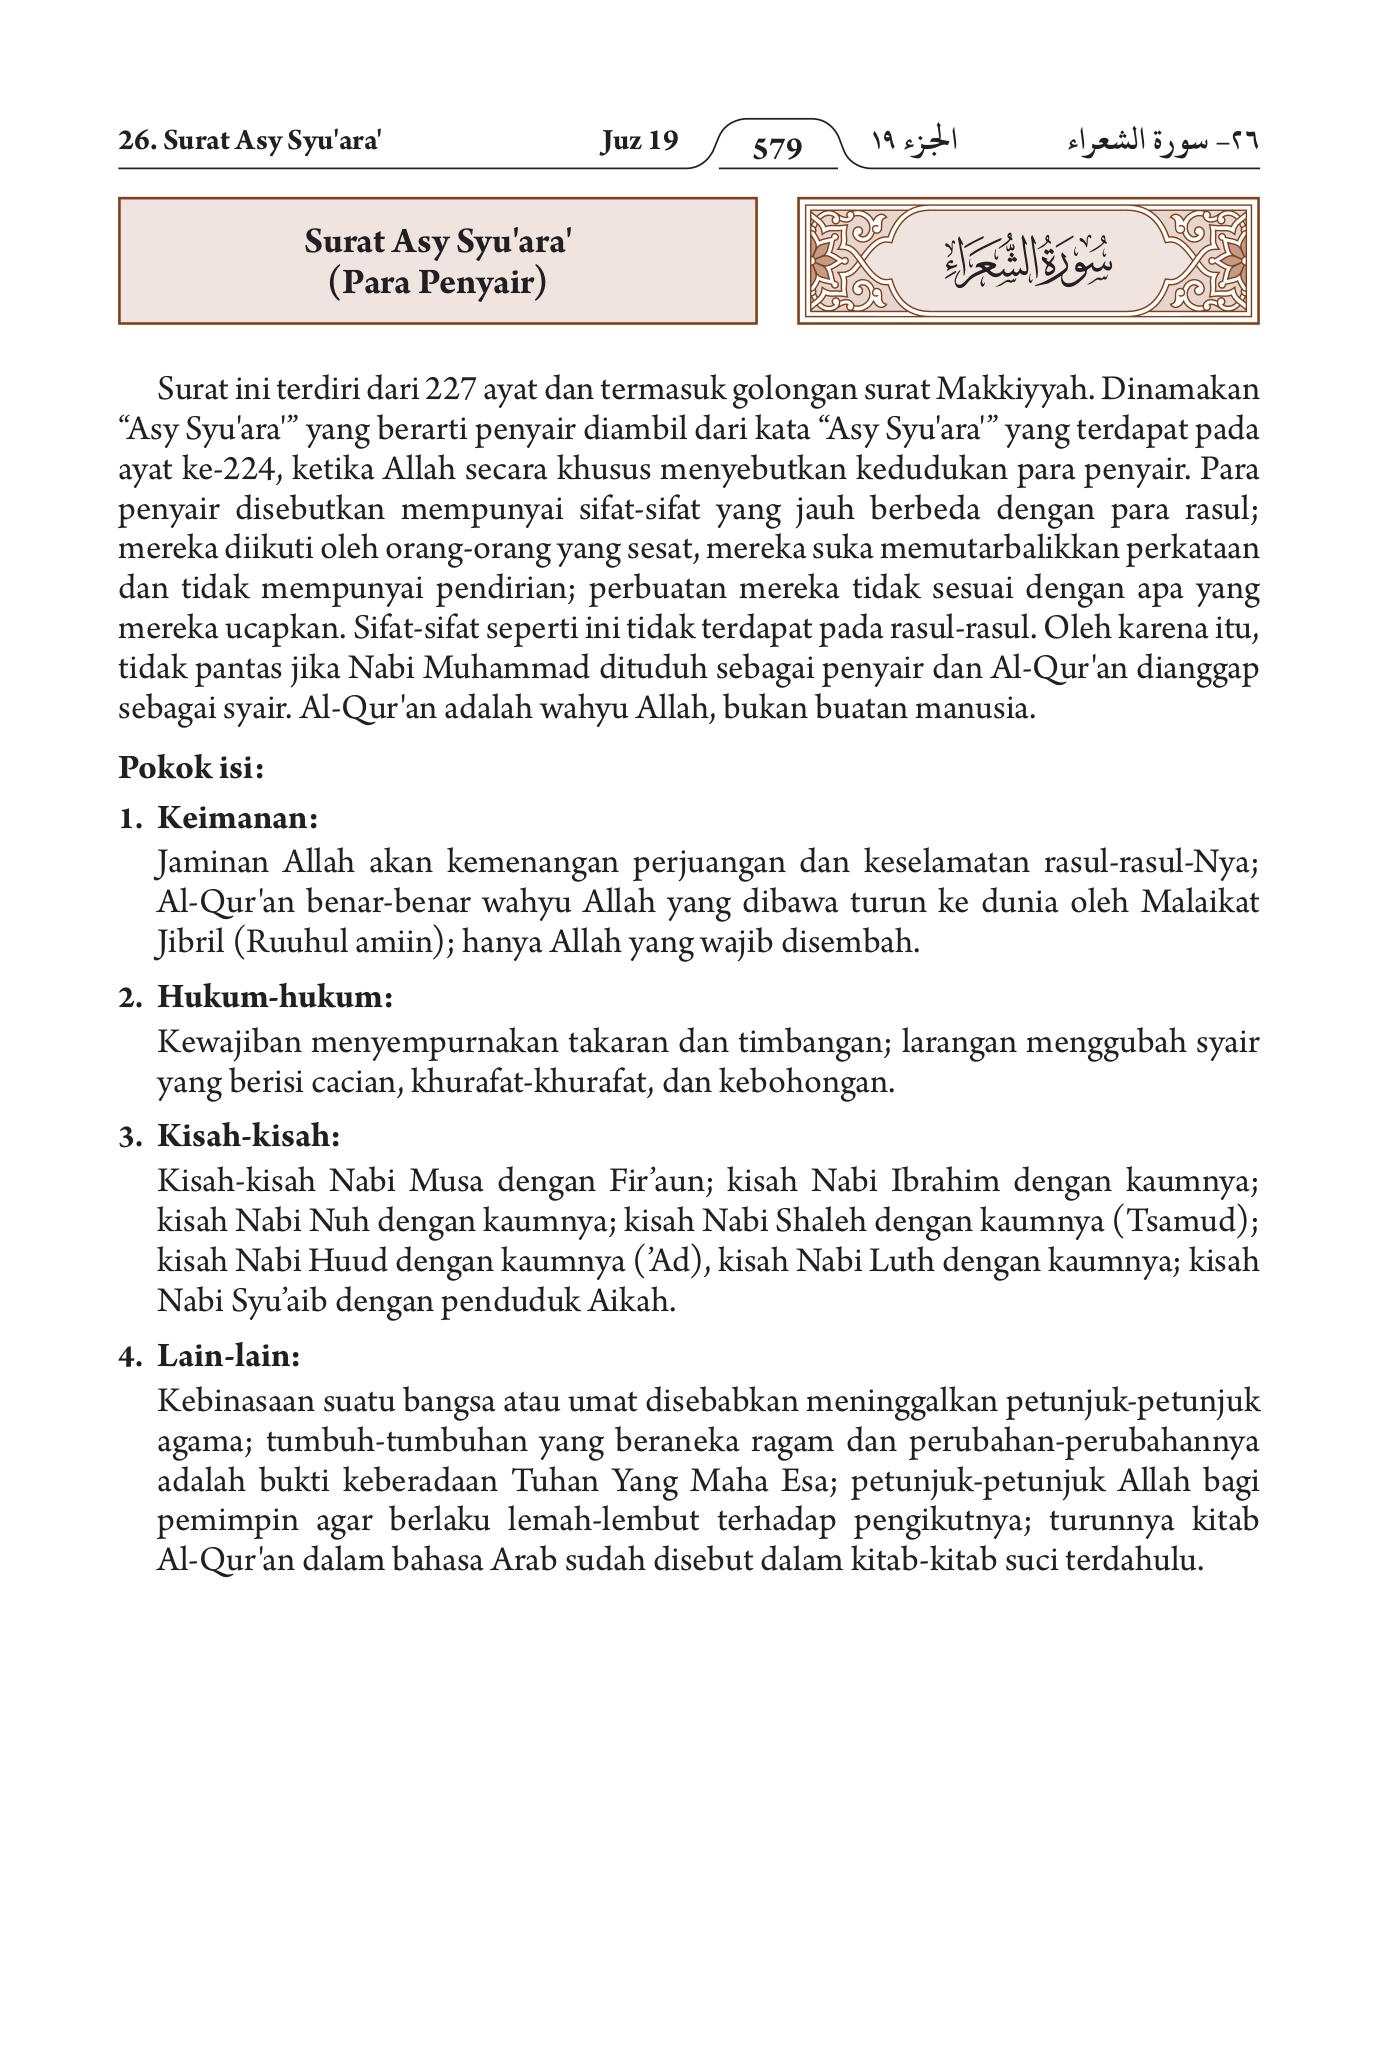 26. Surat Asy Syu'ara'
Juz 19
579
الجزء ١٩
٢٦- سورة الشعراء
Surat Asy Syu'ara'
(Para Penyair)
سُورَةُ الشُّعَرَاءِ
Surat ini terdiri dari 227 ayat dan termasuk golongan surat Makkiyyah. Dinamakan
“Asy Syu'ara'” yang berarti penyair diambil dari kata “Asy Syu'ara'” yang terdapat pada
ayat ke-224, ketika Allah secara khusus menyebutkan kedudukan para penyair. Para
penyair disebutkan mempunyai sifat-sifat yang jauh berbeda dengan para rasul;
mereka diikuti oleh orang-orang yang sesat, mereka suka memutarbalikkan perkataan
dan tidak mempunyai pendirian; perbuatan mereka tidak sesuai dengan apa yang
mereka ucapkan. Sifat-sifat seperti ini tidak terdapat pada rasul-rasul. Oleh karena itu,
tidak pantas jika Nabi Muhammad dituduh sebagai penyair dan Al-Qur'an dianggap
sebagai syair. Al-Qur'an adalah wahyu Allah, bukan buatan manusia.
Pokok isi:
1. Keimanan:
Jaminan Allah akan kemenangan perjuangan dan keselamatan rasul-rasul-Nya;
Al-Qur'an benar-benar wahyu Allah yang dibawa turun ke dunia oleh Malaikat
Jibril (Ruuhul amiin); hanya Allah yang wajib disembah.
2. Hukum-hukum:
Kewajiban menyempurnakan takaran dan timbangan; larangan menggubah syair
yang berisi cacian, khurafat-khurafat, dan kebohongan.
3. Kisah-kisah:
Kisah-kisah Nabi Musa dengan Fir’aun; kisah Nabi Ibrahim dengan kaumnya;
kisah Nabi Nuh dengan kaumnya; kisah Nabi Shaleh dengan kaumnya (Tsamud);
kisah Nabi Huud dengan kaumnya (’Ad), kisah Nabi Luth dengan kaumnya; kisah
Nabi Syu’aib dengan penduduk Aikah.
4. Lain-lain:
Kebinasaan suatu bangsa atau umat disebabkan meninggalkan petunjuk-petunjuk
agama; tumbuh-tumbuhan yang beraneka ragam dan perubahan-perubahannya
adalah bukti keberadaan Tuhan Yang Maha Esa; petunjuk-petunjuk Allah bagi
pemimpin agar berlaku lemah-lembut terhadap pengikutnya; turunnya kitab
Al-Qur'an dalam bahasa Arab sudah disebut dalam kitab-kitab suci terdahulu.